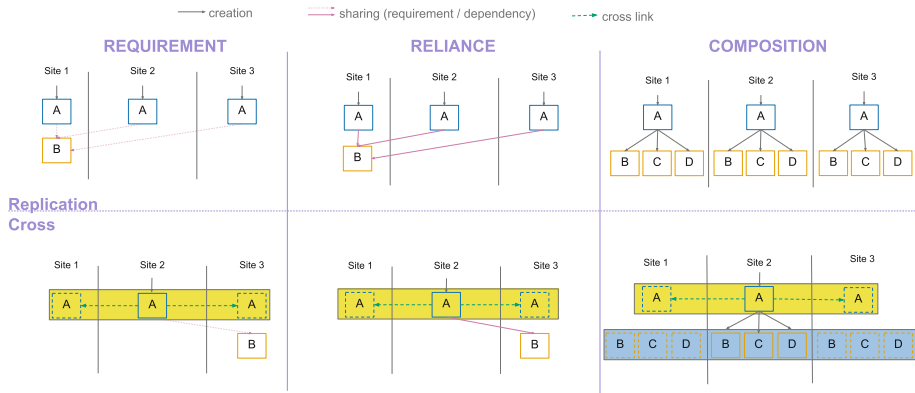 creation
sharing (requirement / dependency)
cross link
REQUIREMENT
RELIANCE
COMPOSITION
Site 1 Site 2 Site 3
A A A
B
Site 1 Site 2 Site 3
A A A
B
Site 1 Site 2 Site 3
A A A
B C D B C D B C D
Replication
Cross
Site 1 Site 2 Site 3
A A A
B
Site 1 Site 2 Site 3
A A A
B
Site 1 Site 2 Site 3
A A A
B C D B C D B C D